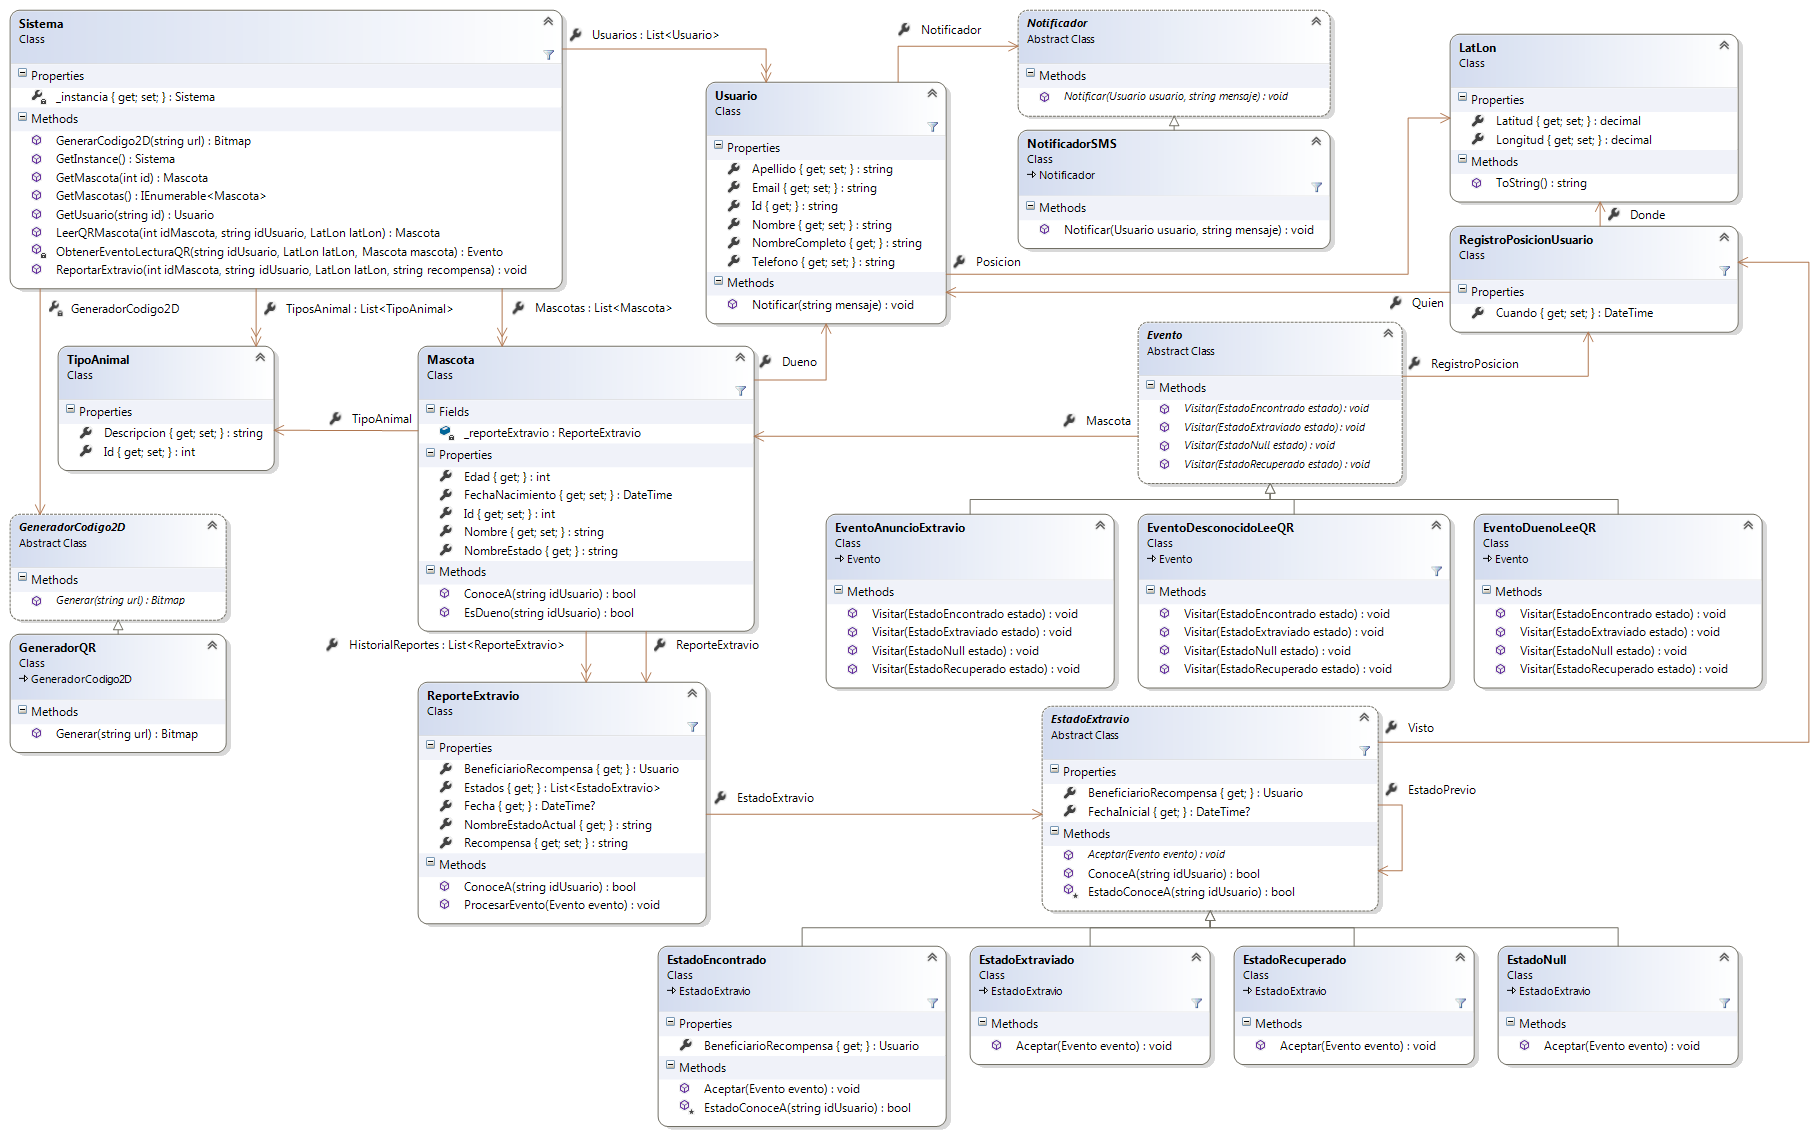 Sistema
Class
Properties
_instancia { get; set; } : Sistema
Methods
GenerarCodigo2D(string url) : Bitmap
GetInstance() : Sistema
GetMascota(int id) : Mascota
GetMascotas() : IEnumerable<Mascota>
GetUsuario(string id) : Usuario
LeerQRMascota(int idMascota, string idUsuario, LatLon latLon) : Mascota
ObtenerEventoLecturaQR(string idUsuario, LatLon latLon, Mascota mascota) : Evento
ReportarExtravio(int idMascota, string idUsuario, LatLon latLon, string recompensa) : void
Usuarios : List<Usuario>
Notificador
Usuario
Class
Properties
Apellido { get; set; } : string
Email { get; set; } : string
Id { get; } : string
Nombre { get; set; } : string
NombreCompleto { get; } : string
Telefono { get; set; } : string
Methods
Notificar(string mensaje) : void
Notificador
Abstract Class
Methods
Notificar(Usuario usuario, string mensaje) : void
NotificadorSMS
Class
Notificador
Methods
Notificar(Usuario usuario, string mensaje) : void
LatLon
Class
Properties
Latitud { get; set; } : decimal
Longitud { get; set; } : decimal
Methods
ToString() : string
Donde
Posicion
RegistroPosicionUsuario
Class
Properties
Cuando { get; set; } : DateTime
Quien
GeneradorCodigo2D
TiposAnimal : List<TipoAnimal>
Mascotas : List<Mascota>
TipoAnimal
Class
Properties
Descripcion { get; set; } : string
Id { get; set; } : int
TipoAnimal
Mascota
Class
Fields
_reporteExtravio : ReporteExtravio
Properties
Edad { get; } : int
FechaNacimiento { get; set; } : DateTime
Id { get; set; } : int
Nombre { get; set; } : string
NombreEstado { get; } : string
Methods
ConoceA(string idUsuario) : bool
EsDueno(string idUsuario) : bool
Dueno
Evento
Abstract Class
Methods
Visitar(EstadoEncontrado estado) : void
Visitar(EstadoExtraviado estado) : void
Visitar(EstadoNull estado) : void
Visitar(EstadoRecuperado estado) : void
RegistroPosicion
Mascota
GeneradorCodigo2D
Abstract Class
Methods
Generar(string url) : Bitmap
GeneradorQR
Class
GeneradorCodigo2D
Methods
Generar(string url) : Bitmap
EventoAnuncioExtravio
Class
Evento
Methods
Visitar(EstadoEncontrado estado) : void
Visitar(EstadoExtraviado estado) : void
Visitar(EstadoNull estado) : void
Visitar(EstadoRecuperado estado) : void
EventoDesconocidoLeeQR
Class
Evento
Methods
Visitar(EstadoEncontrado estado) : void
Visitar(EstadoExtraviado estado) : void
Visitar(EstadoNull estado) : void
Visitar(EstadoRecuperado estado) : void
EventoDuenoLeeQR
Class
Evento
Methods
Visitar(EstadoEncontrado estado) : void
Visitar(EstadoExtraviado estado) : void
Visitar(EstadoNull estado) : void
Visitar(EstadoRecuperado estado) : void
HistorialReportes : List<ReporteExtravio>
ReporteExtravio
ReporteExtravio
Class
Properties
BeneficiarioRecompensa { get; } : Usuario
Estados { get; } : List<EstadoExtravio>
Fecha { get; } : DateTime?
NombreEstadoActual { get; } : string
Recompensa { get; set; } : string
Methods
ConoceA(string idUsuario) : bool
ProcesarEvento(Evento evento) : void
EstadoExtravio
EstadoExtravio
Abstract Class
Properties
BeneficiarioRecompensa { get; } : Usuario
FechaInicial { get; } : DateTime?
Methods
Aceptar(Evento evento) : void
ConoceA(string idUsuario) : bool
EstadoConoceA(string idUsuario) : bool
Visto
EstadoPrevio
EstadoEncontrado
Class
EstadoExtravio
Properties
BeneficiarioRecompensa { get; } : Usuario
Methods
Aceptar(Evento evento) : void
EstadoConoceA(string idUsuario) : bool
EstadoExtraviado
Class
EstadoExtravio
Methods
Aceptar(Evento evento) : void
EstadoRecuperado
Class
EstadoExtravio
Methods
Aceptar(Evento evento) : void
EstadoNull
Class
EstadoExtravio
Methods
Aceptar(Evento evento) : void